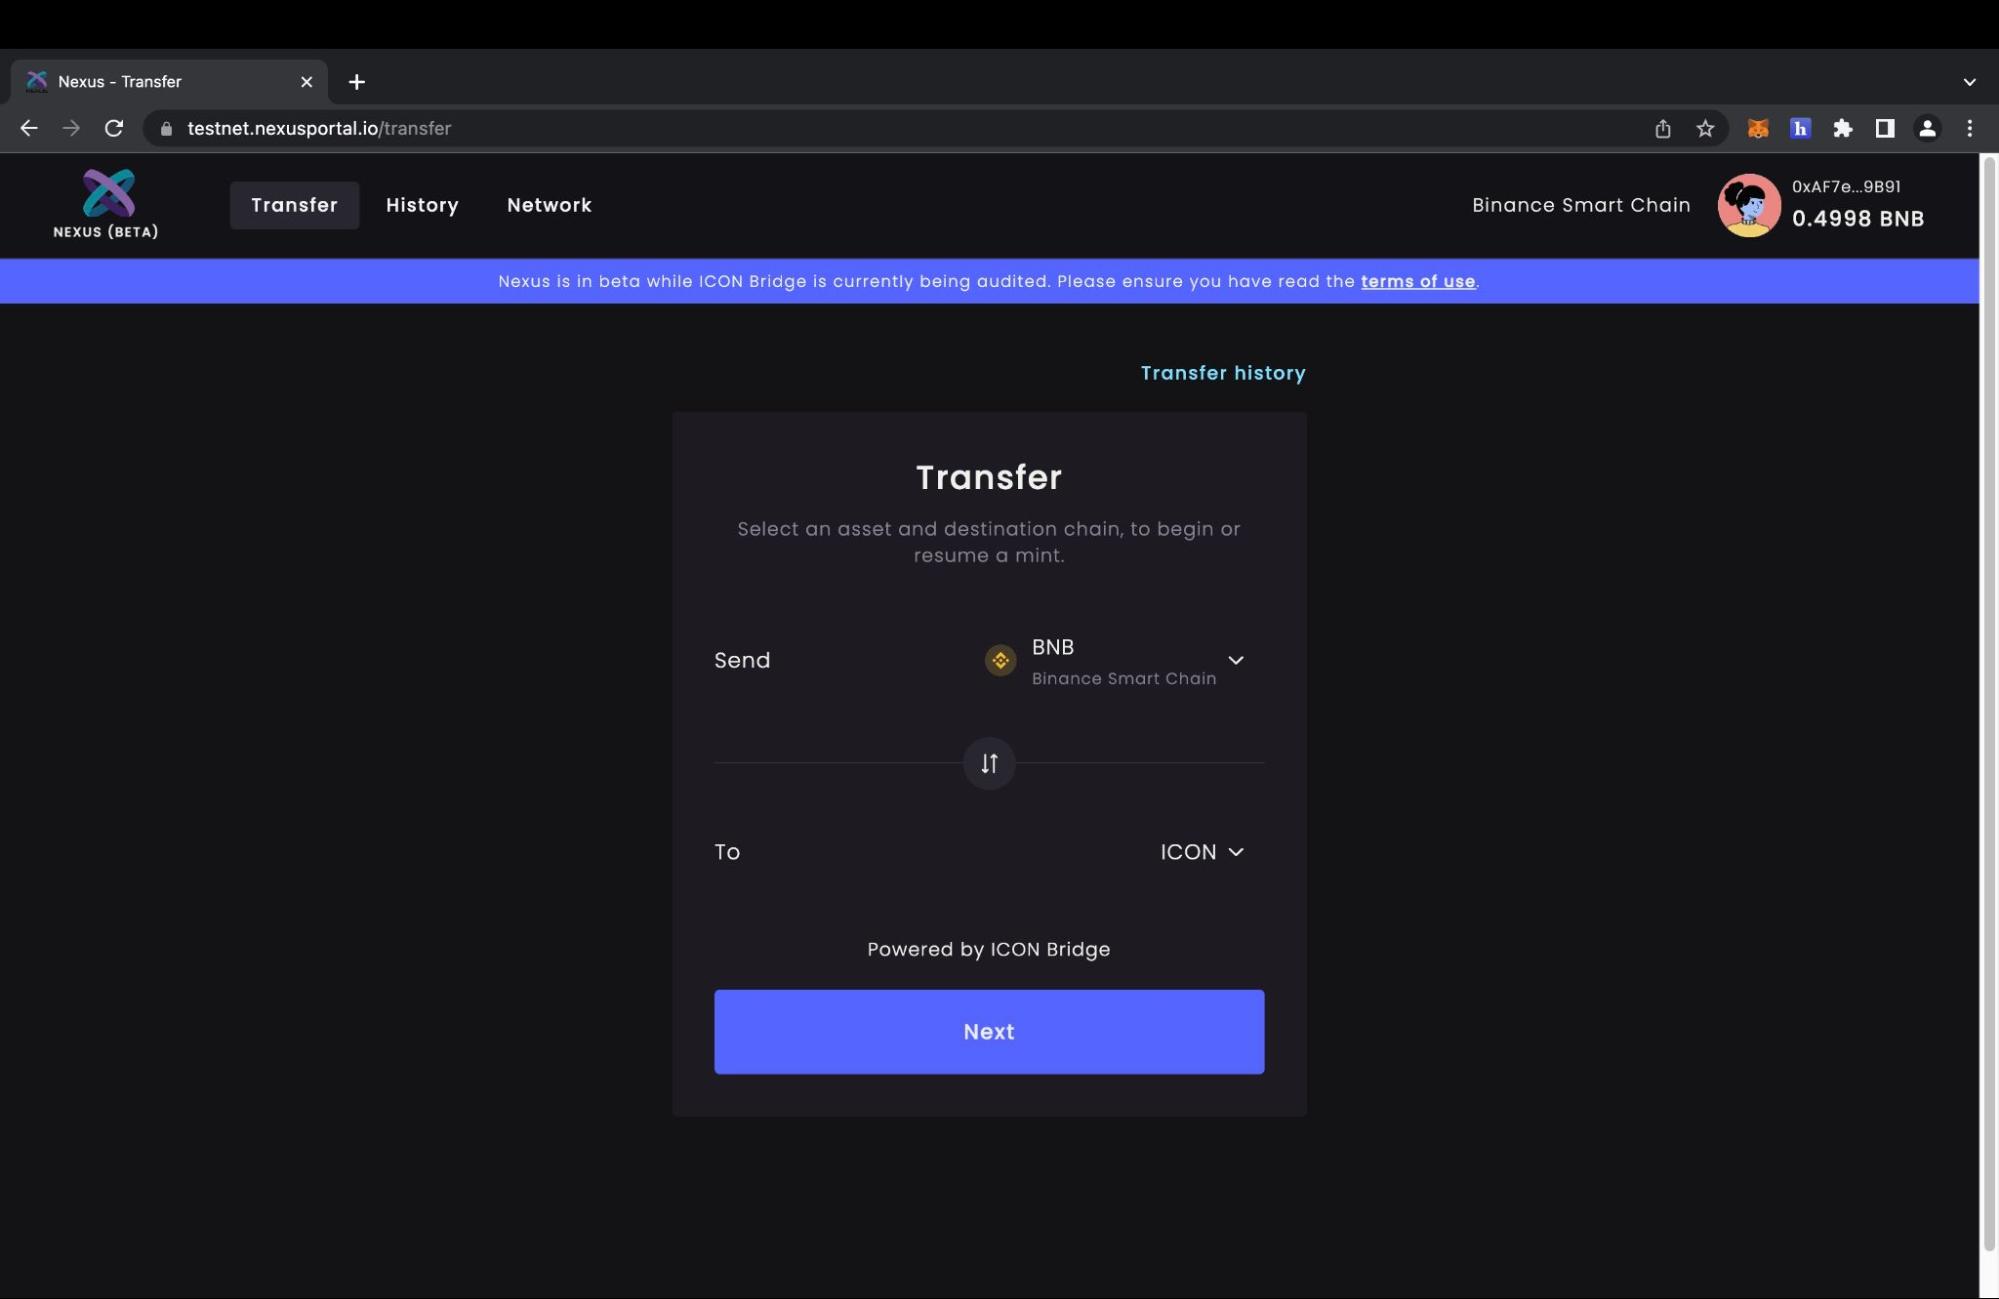 Nexus - Transfer
testnet.nexusportal.io/transfer
h
NEXUS (BETA)
Transfer
History
Network
Binance Smart Chain
0xAF7e...9B91
0.4998 BNB
Nexus is in beta while ICON Bridge is currently being audited. Please ensure you have read the terms of use.
Transfer history
Transfer
Select an asset and destination chain, to begin or
resume a mint.
Send
BNB
Binance Smart Chain
To
ICON
Powered by ICON Bridge
Next